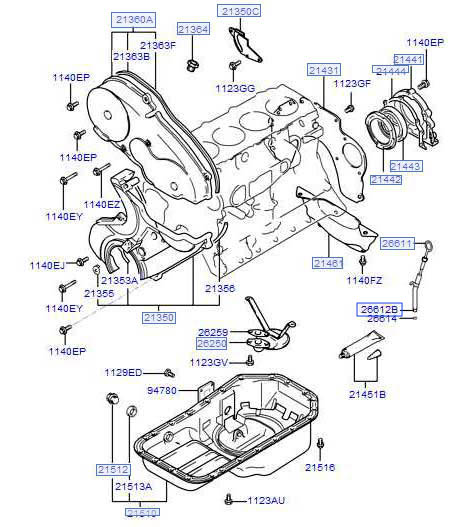 21350C
21360A
21364
21363F
21363B
1140EP
21441
21444
1140EP
21431
1123GG
1123GF
1140EP
21443
21442
1140EZ
1140EY
26611
1140EJ
21461
21353A
21356
21355
1140FZ
1140EY
21350
26612B
26614
26259
26250
1140EP
1123GV
1129ED
94780
21451B
21512
21516
21513A
21510
1123AU